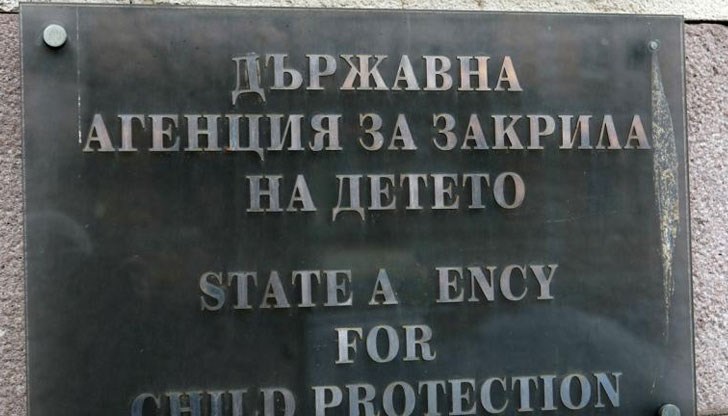 ДЪРЖАВНА
АГЕНЦИЯ ЗА ЗАКРИЛА
НА ДЕТЕТО
STATE A ENCY
FOR
CHILD PROTECTION